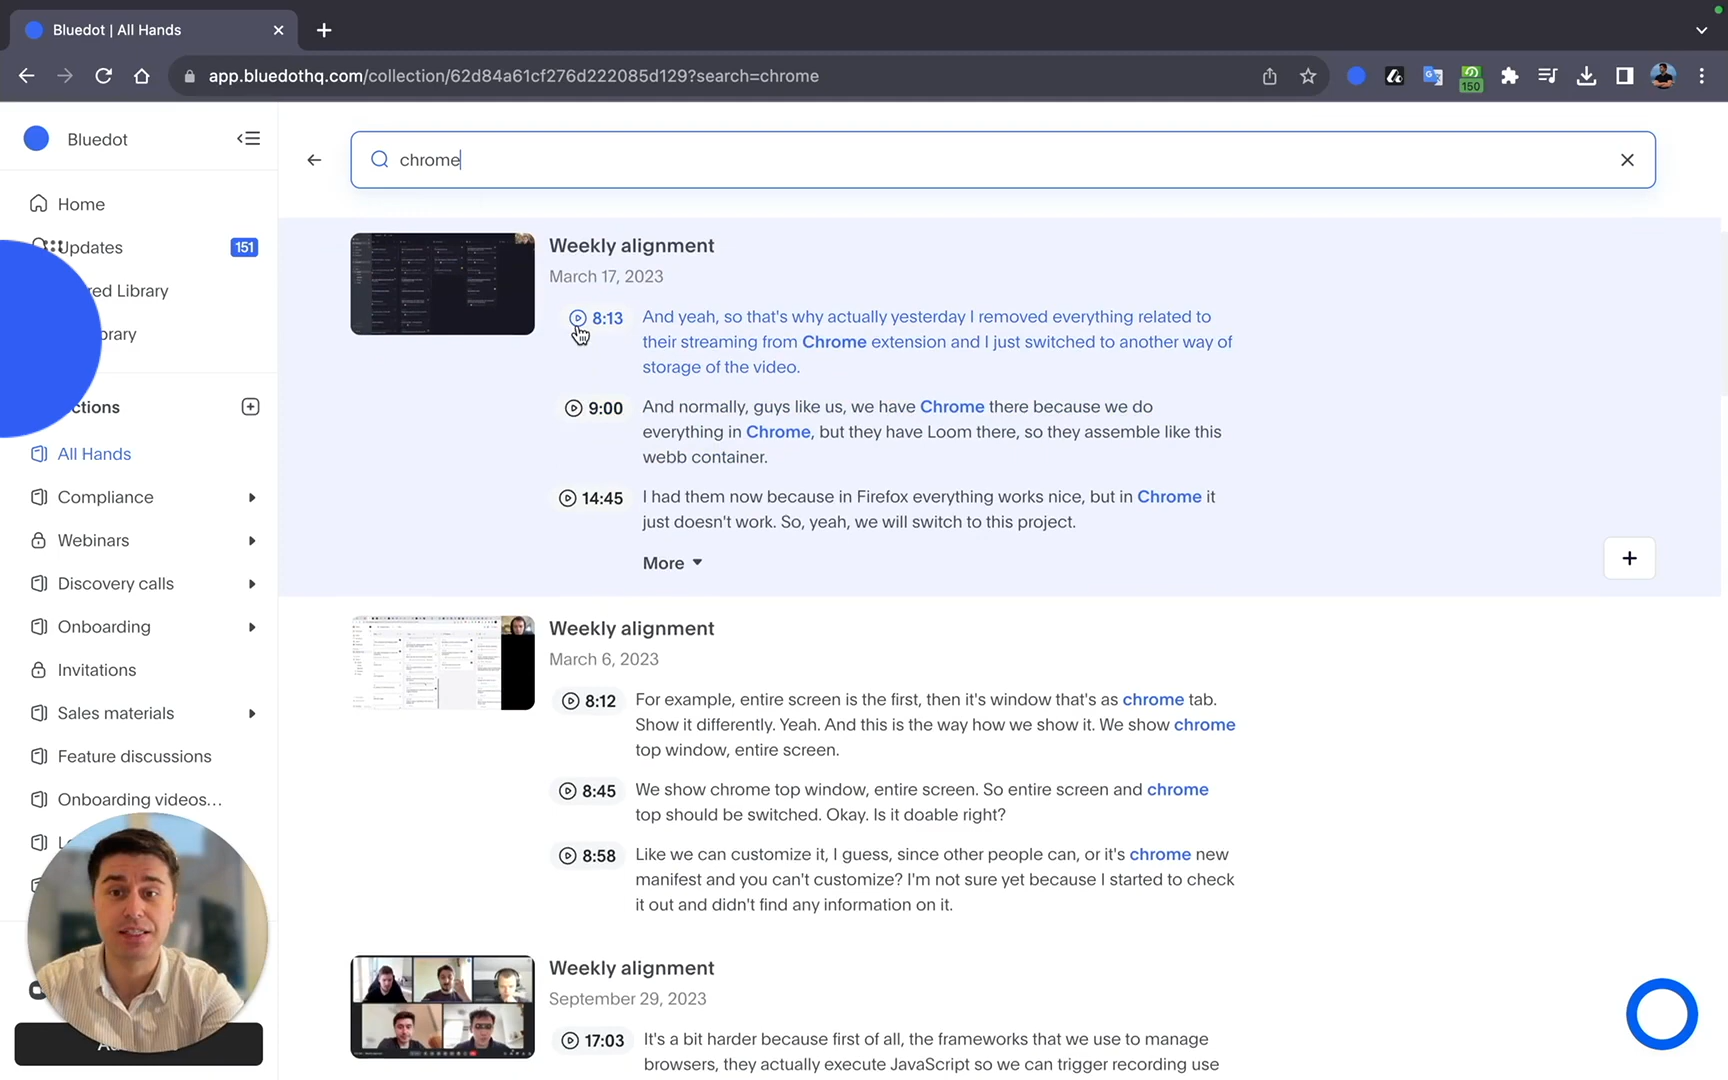 Bluedot | All Hands
app.bluedothq.com/collection/62d84a61cf276d222085d129?search=chrome
150
Bluedot
chrome
Home
Updates
151
red Library
brary
ctions
All Hands
Compliance
Webinars
Discovery calls
Onboarding
Invitations
Sales materials
Feature discussions
Onboarding videos...
Weekly alignment
March 17, 2023
8:13
And yeah, so that's why actually yesterday I removed everything related to
their streaming from Chrome extension and I just switched to another way of
storage of the video.
9:00
And normally, guys like us, we have Chrome there because we do
everything in Chrome, but they have Loom there, so they assemble like this
webb container.
14:45
I had them now because in Firefox everything works nice, but in Chrome it
just doesn't work. So, yeah, we will switch to this project.
More
Weekly alignment
March 6, 2023
8:12
For example, entire screen is the first, then it's window that's as chrome tab.
Show it differently. Yeah. And this is the way how we show it. We show chrome
top window, entire screen.
8:45
We show chrome top window, entire screen. So entire screen and chrome
top should be switched. Okay. Is it doable right?
8:58
Like we can customize it, I guess, since other people can, or it's chrome new
manifest and you can't customize? I'm not sure yet because I started to check
it out and didn't find any information on it.
Weekly alignment
September 29, 2023
17:03
It's a bit harder because first of all, the frameworks that we use to manage
browsers, they actually execute JavaScript so we can trigger recording use